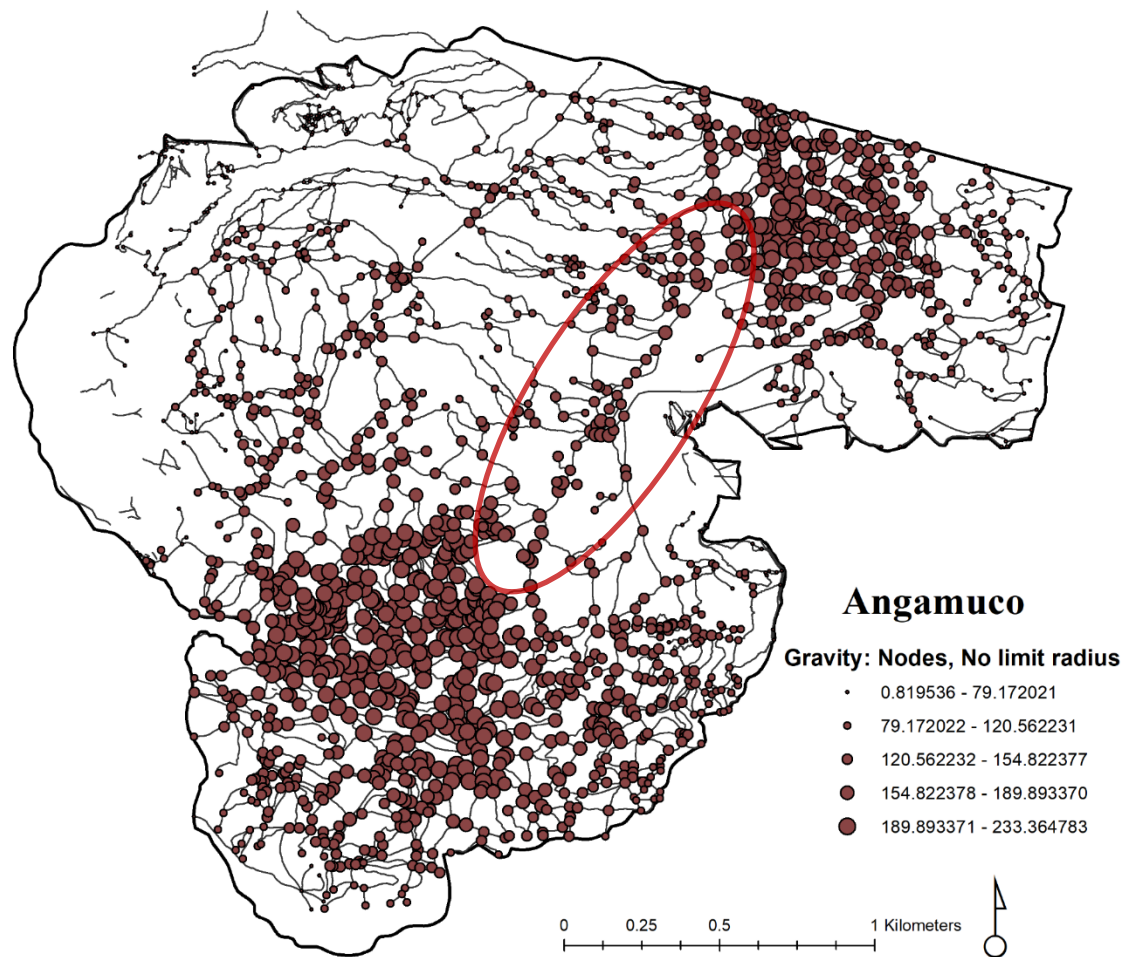 Angamuco
Gravity: Nodes, No limit radius
0.819536 - 79.172021
79.172022 - 120.562231
120.562232 - 154.822377
154.822378 - 189.893370
189.893371 - 233.364783
0 0.25 0.5 1 Kilometers